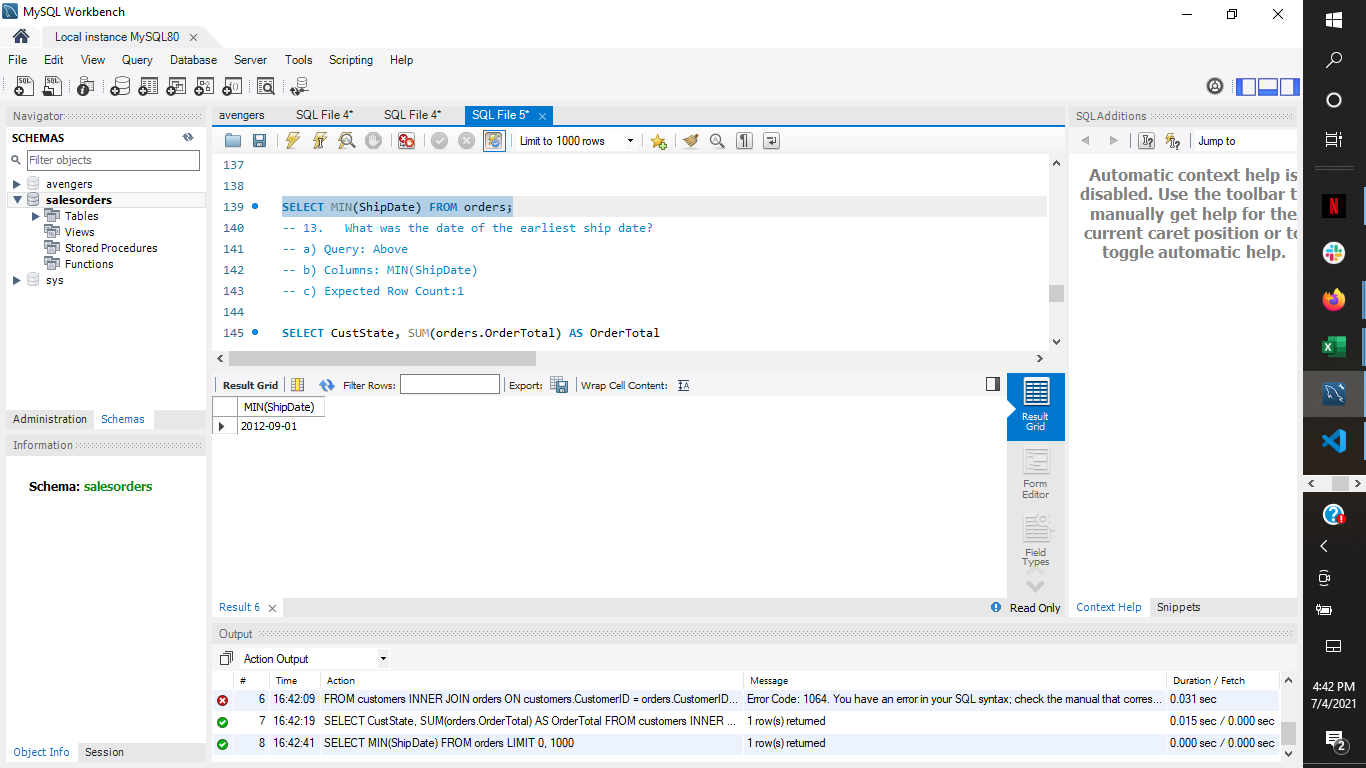 MySQL Workbench
Local instance MySQL80
File Edit View Query Database Server Tools Scripting Help
Navigator
SCHEMAS
Filter objects
avengers
salesorders
Tables
Views
Stored Procedures
Functions
sys
Administration Schemas
Information
Schema: salesorders
Object Info Session
avengers SQL File 4* SQL File 4* SQL File 5*
Limit to 1000 rows
137
138
139 SELECT MIN(ShipDate) FROM orders;
140 -- 13. What was the date of the earliest ship date?
141 -- a) Query: Above
142 -- b) Columns: MIN(ShipDate)
143 -- c) Expected Row Count:1
144
145 SELECT CustState, SUM(orders.OrderTotal) AS OrderTotal
Result Grid Filter Rows: Export: Wrap Cell Content:
MIN(ShipDate)
2012-09-01
Result Grid
Form Editor
Field Types
Result 6 Read Only
SQLAdditions
Jump to
Automatic context help is
disabled. Use the toolbar t
manually get help for the
current caret position or to
toggle automatic help.
Context Help Snippets
Output
Action Output
# Time Action Message Duration / Fetch
6 16:42:09 FROM customers INNER JOIN orders ON customers.CustomerID = orders.CustomerID... Error Code: 1064. You have an error in your SQL syntax; check the manual that corres... 0.031 sec
7 16:42:19 SELECT CustState, SUM(orders.OrderTotal) AS OrderTotal FROM customers INNER ... 1 row(s) returned 0.015 sec / 0.000 sec
8 16:42:41 SELECT MIN(ShipDate) FROM orders LIMIT 0, 1000 1 row(s) returned 0.000 sec / 0.000 sec
4:42 PM
7/4/2021
2